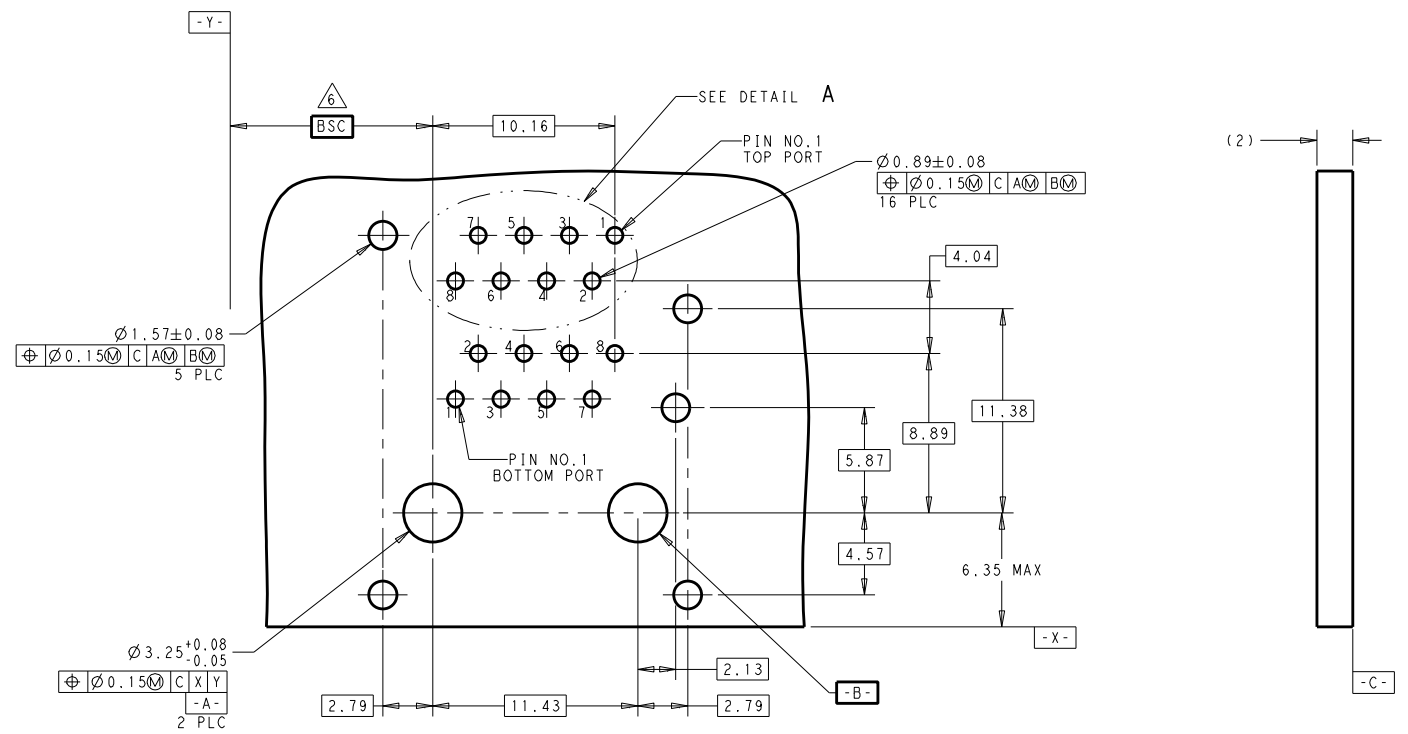 -Y-
6
BSC
10.16
SEE DETAIL A
PIN NO.1
TOP PORT
Ø0.89±0.08
⌖ Ø0.15Ⓜ C AⓂ BⓂ
16 PLC
(2)
7 5 3 1
8 6 4 2
4.04
Ø1.57±0.08
⌖ Ø0.15Ⓜ C AⓂ BⓂ
5 PLC
2 4 6 8
1 3 5 7
11.38
8.89
5.87
PIN NO.1
BOTTOM PORT
4.57
6.35 MAX
-X-
Ø3.25 +0.08
-0.05
⌖ Ø0.15Ⓜ C X Y
-A-
2 PLC
2.13
-B-
-C-
2.79
11.43
2.79